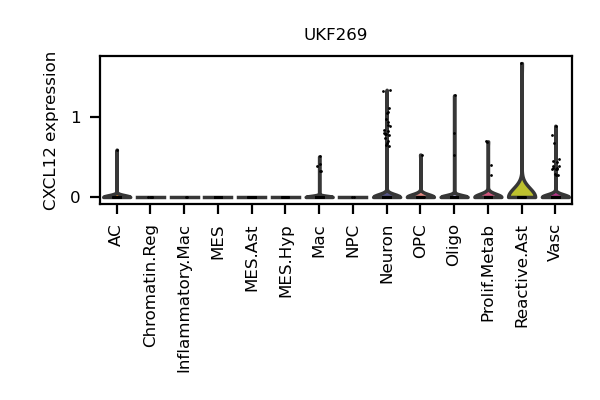 UKF269
CXCL12 expression
1
0
AC
Chromatin.Reg
Inflammatory.Mac
MES
MES.Ast
MES.Hyp
Mac
NPC
Neuron
OPC
Oligo
Prolif.Metab
Reactive.Ast
Vasc